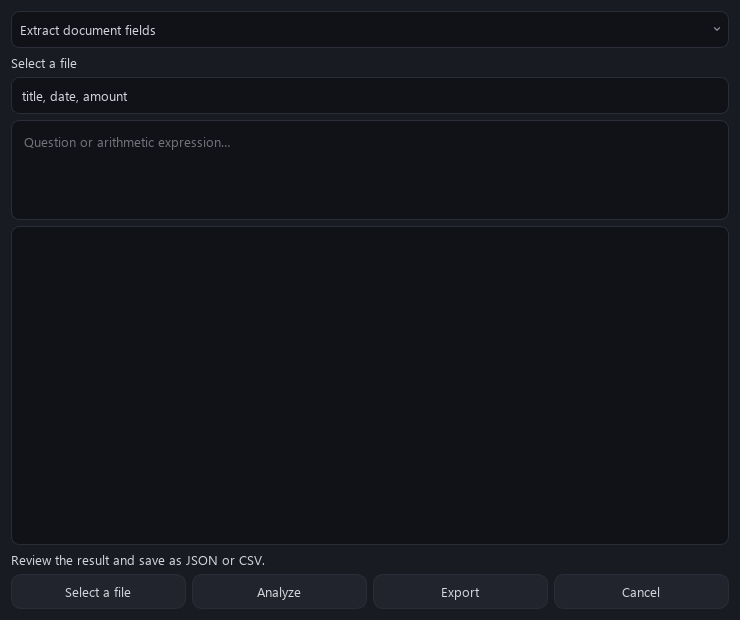 Extract document fields
Select a file
title, date, amount
Question or arithmetic expression...
Review the result and save as JSON or CSV.
Select a file
Analyze
Export
Cancel